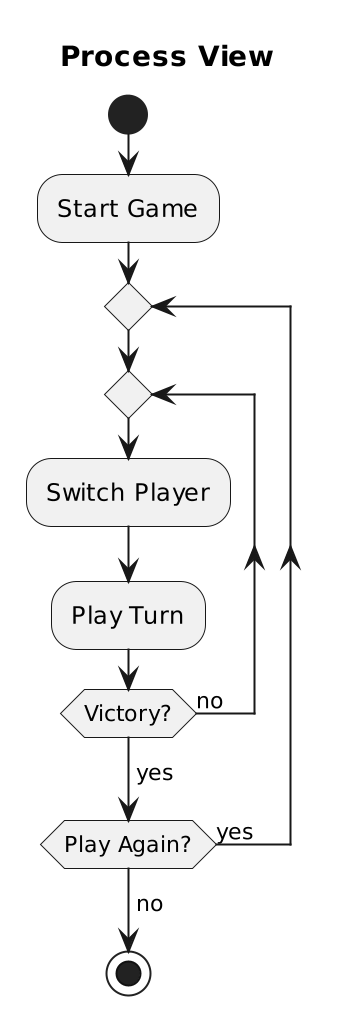 Process View
Start Game
Switch Player
Play Turn
Victory?
no
yes
Play Again?
yes
no